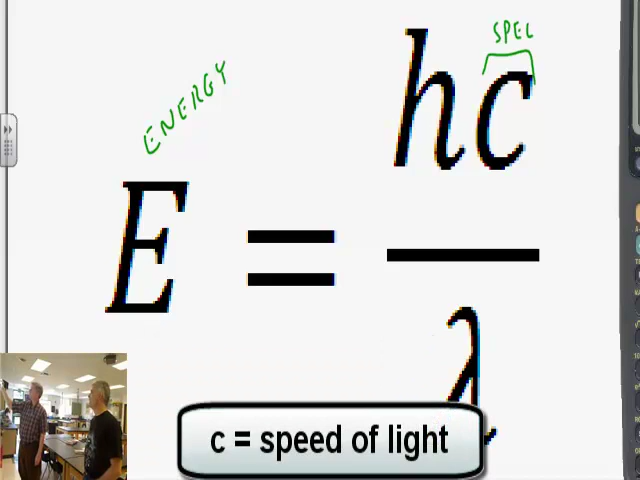 SPEL
ENERGY
hc
E =
λ
c = speed of light